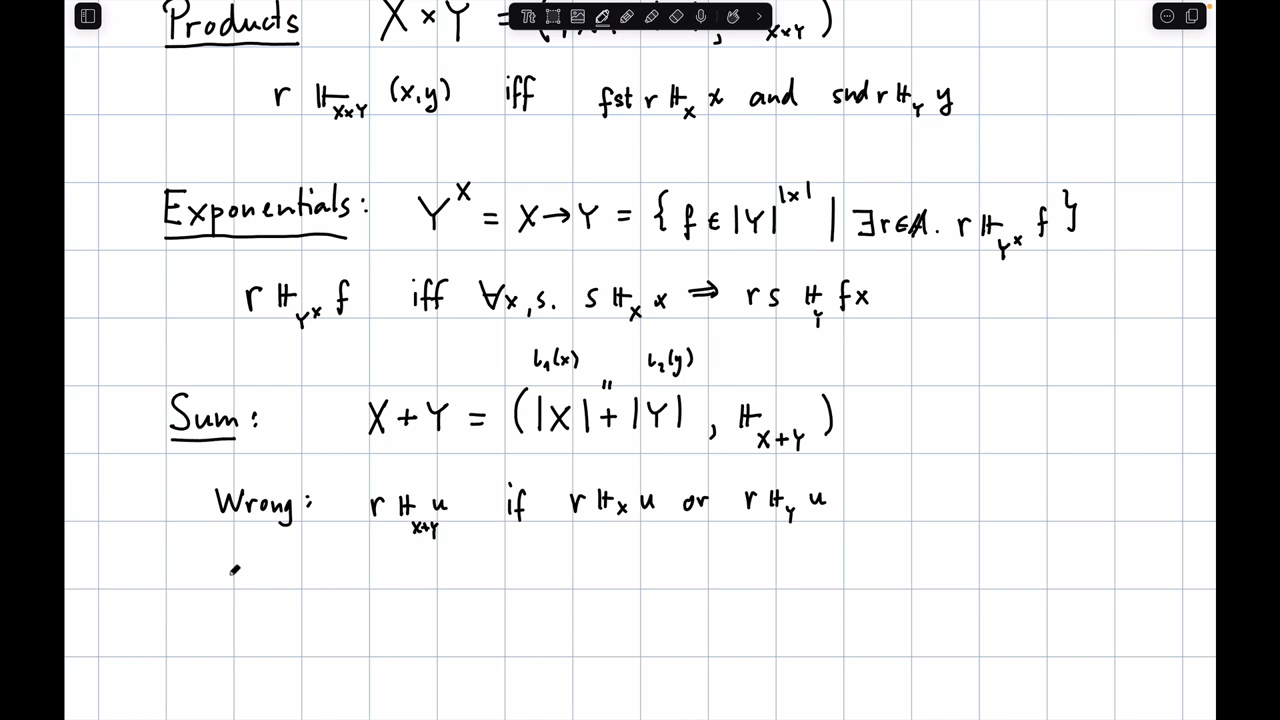 Products X × Y = ( , X×Y )
r ⊩X×Y (x,y) iff fst r ⊩X x and snd r ⊩Y y
Exponentials: Y^X = X → Y = { f ∈ |Y|^|X| | ∃r∈A. r ⊩Y^X f }
r ⊩Y^X f iff ∀x,s. s ⊩X x ⇒ r s ⊩Y f x
ι₁(x) ι₂(y)
Sum: X + Y = ( |X| + |Y| , ⊩X+Y )
Wrong: r ⊩X+Y u if r ⊩X u or r ⊩Y u